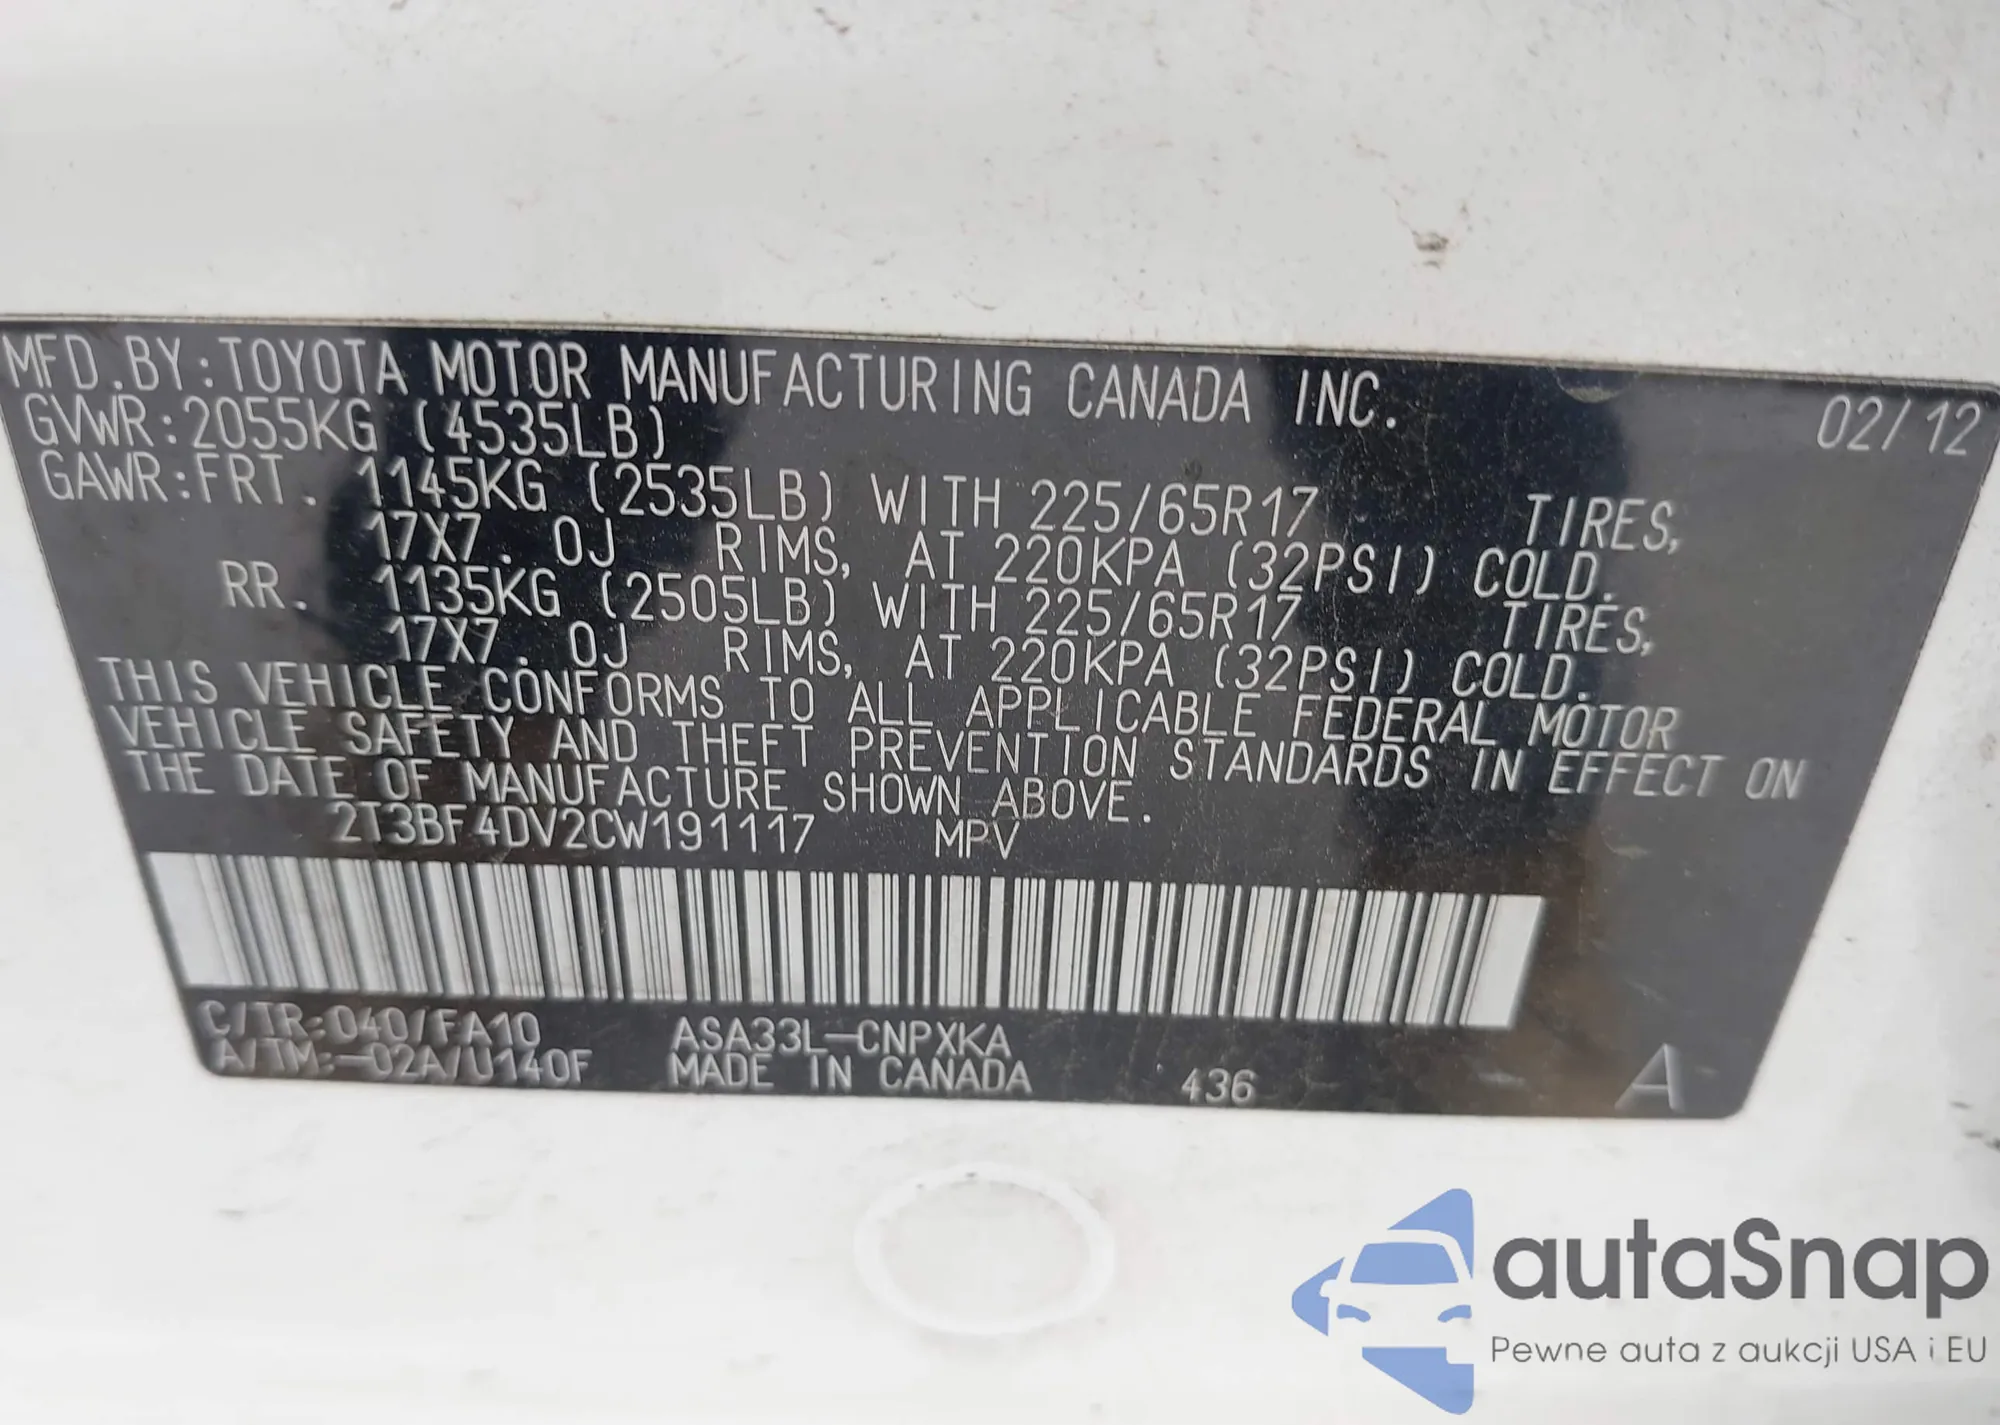 MFD.BY:TOYOTA MOTOR MANUFACTURING CANADA INC. 02/12
GVWR:2055KG (4535LB)
GAWR:FRT. 1145KG (2535LB) WITH 225/65R17 TIRES,
17X7.0J RIMS, AT 220KPA (32PSI) COLD.
RR. 1135KG (2505LB) WITH 225/65R17 TIRES,
17X7.0J RIMS, AT 220KPA (32PSI) COLD.
THIS VEHICLE CONFORMS TO ALL APPLICABLE FEDERAL MOTOR
VEHICLE SAFETY AND THEFT PREVENTION STANDARDS IN EFFECT ON
THE DATE OF MANUFACTURE SHOWN ABOVE.
2T3BF4DV2CW191117 MPV
C/TR:040/FA10 ASA33L-CNPXKA
A/TM:-02A/U140F MADE IN CANADA 436 A
autaSnap
Pewne auta z aukcji USA i EU